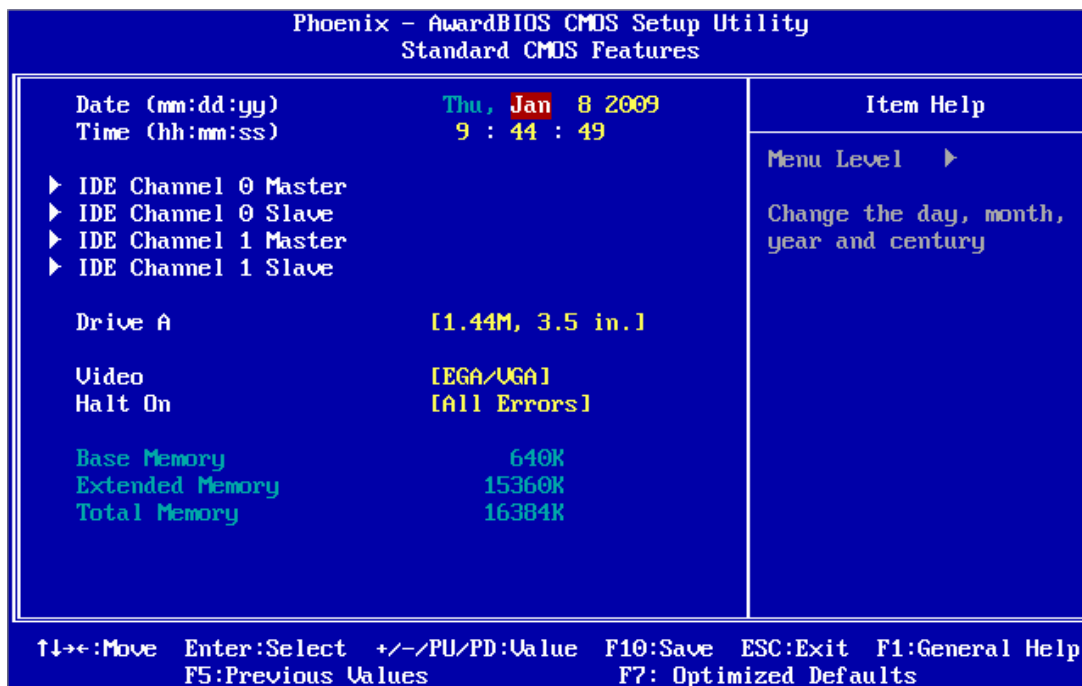 Phoenix - AwardBIOS CMOS Setup Utility
Standard CMOS Features
Date (mm:dd:yy) Thu, Jan 8 2009
Time (hh:mm:ss) 9 : 44 : 49
IDE Channel 0 Master
IDE Channel 0 Slave
IDE Channel 1 Master
IDE Channel 1 Slave
Drive A [1.44M, 3.5 in.]
Video [EGA/VGA]
Halt On [All Errors]
Base Memory 640K
Extended Memory 15360K
Total Memory 16384K
Item Help
Menu Level ▶
Change the day, month,
year and century
↑↓→←:Move Enter:Select +/-/PU/PD:Value F10:Save ESC:Exit F1:General Help
F5:Previous Values F7: Optimized Defaults